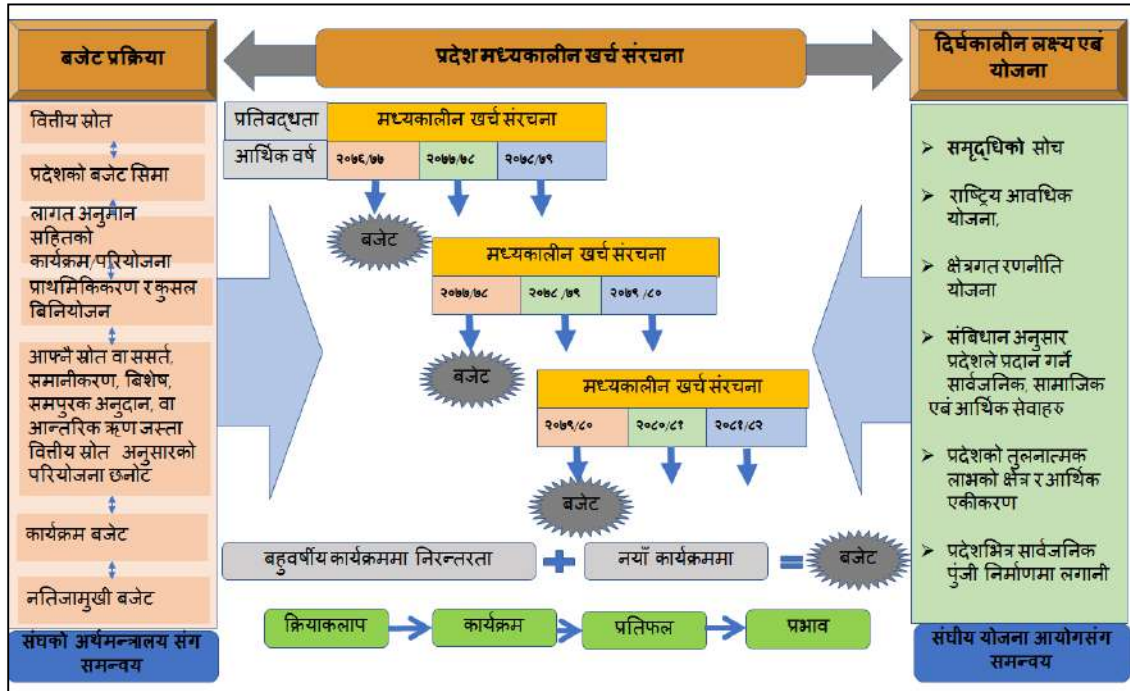 बजेट प्रक्रिया
वित्तीय स्रोत
प्रदेशको बजेट सिमा
लागत अनुमान
सहितको
कार्यक्रम/परियोजना
प्राथमिकिकरण र कुसल
बिनियोजन
आफ्नै स्रोत वा ससर्त,
समानीकरण, बिशेष,
समपुरक अनुदान, वा
आन्तरिक ऋण जस्ता
वित्तीय स्रोत अनुसारको
परियोजना छनोट
कार्यक्रम बजेट
नतिजामुखी बजेट
संघको अर्थमन्त्रालय संग
समन्वय
प्रदेश मध्यकालीन खर्च संरचना
प्रतिवद्धता
मध्यकालीन खर्च संरचना
आर्थिक वर्ष
२०७६/७७ २०७७/७८ २०७८/७९
बजेट
मध्यकालीन खर्च संरचना
२०७७/७८ २०७८ /७९ २०७९ /८०
बजेट
मध्यकालीन खर्च संरचना
२०७९/८० २०८०/८१ २०८१/८२
बजेट
बहुवर्षीय कार्यक्रममा निरन्तरता + नयाँ कार्यक्रममा = बजेट
क्रियाकलाप कार्यक्रम प्रतिफल प्रभाव
दिर्घकालीन लक्ष्य एबं
योजना
➢ समृद्धिको सोच
➢ राष्ट्रिय आवधिक
योजना,
➢ क्षेत्रगत रणनीति
योजना
➢ संबिधान अनुसार
प्रदेशले प्रदान गर्ने
सार्वजनिक, सामाजिक
एबं आर्थिक सेवाहरु
➢ प्रदेशको तुलनात्मक
लाभको क्षेत्र र आर्थिक
एकीकरण
➢ प्रदेशभित्र सार्वजनिक
पुंजी निर्माणमा लगानी
संघीय योजना आयोगसंग
समन्वय